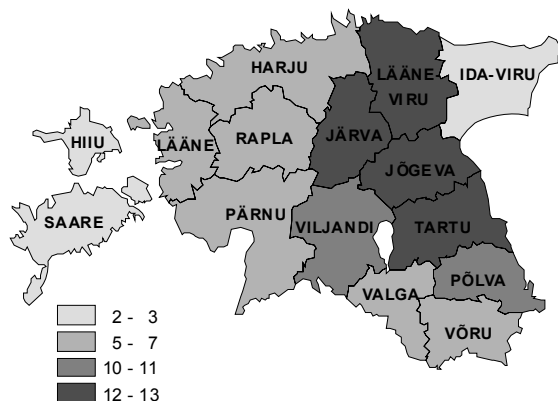 HARJU
LÄÄNE-
VIRU
IDA-VIRU
HIIU
LÄÄNE
RAPLA
JÄRVA
JÕGEVA
SAARE
PÄRNU
VILJANDI
TARTU
VALGA
PÕLVA
VÕRU
2 - 3
5 - 7
10 - 11
12 - 13